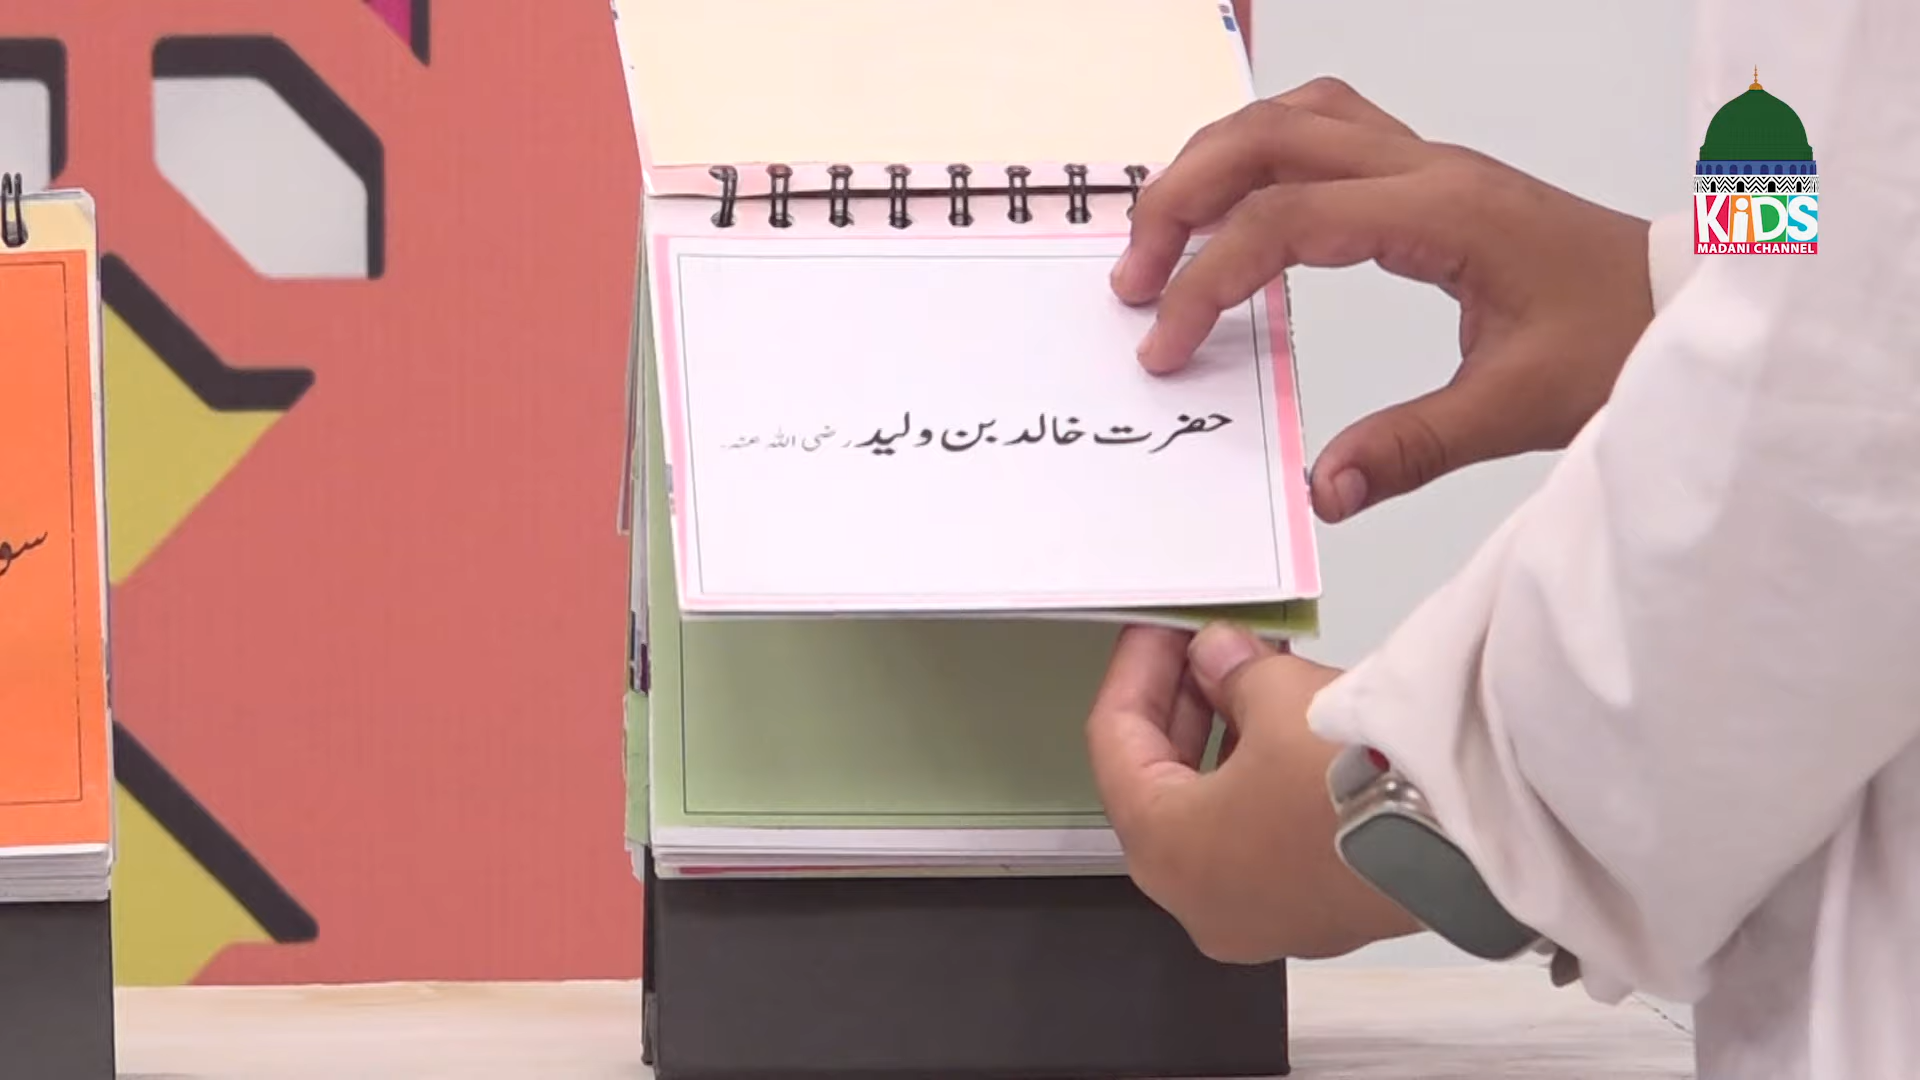 KiDS
MADANI CHANNEL
حضرت خالد بن ولید رضی اللہ عنہ